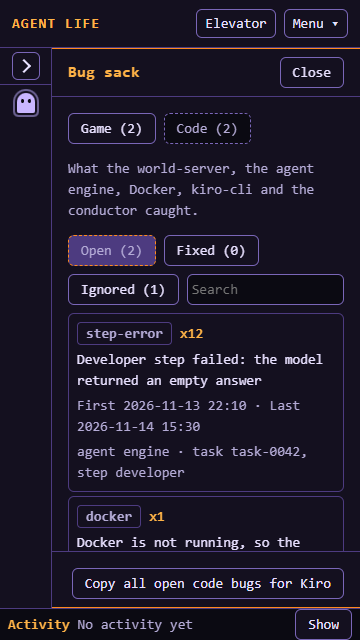 AGENT LIFE
Elevator
Menu ▾
Bug sack
Close
Game (2)
Code (2)
What the world-server, the agent
engine, Docker, kiro-cli and the
conductor caught.
Open (2)
Fixed (0)
Ignored (1)
Search
step-error x12
Developer step failed: the model
returned an empty answer
First 2026-11-13 22:10 · Last
2026-11-14 15:30
agent engine · task task-0042,
step developer
docker x1
Docker is not running, so the
Copy all open code bugs for Kiro
Activity No activity yet
Show